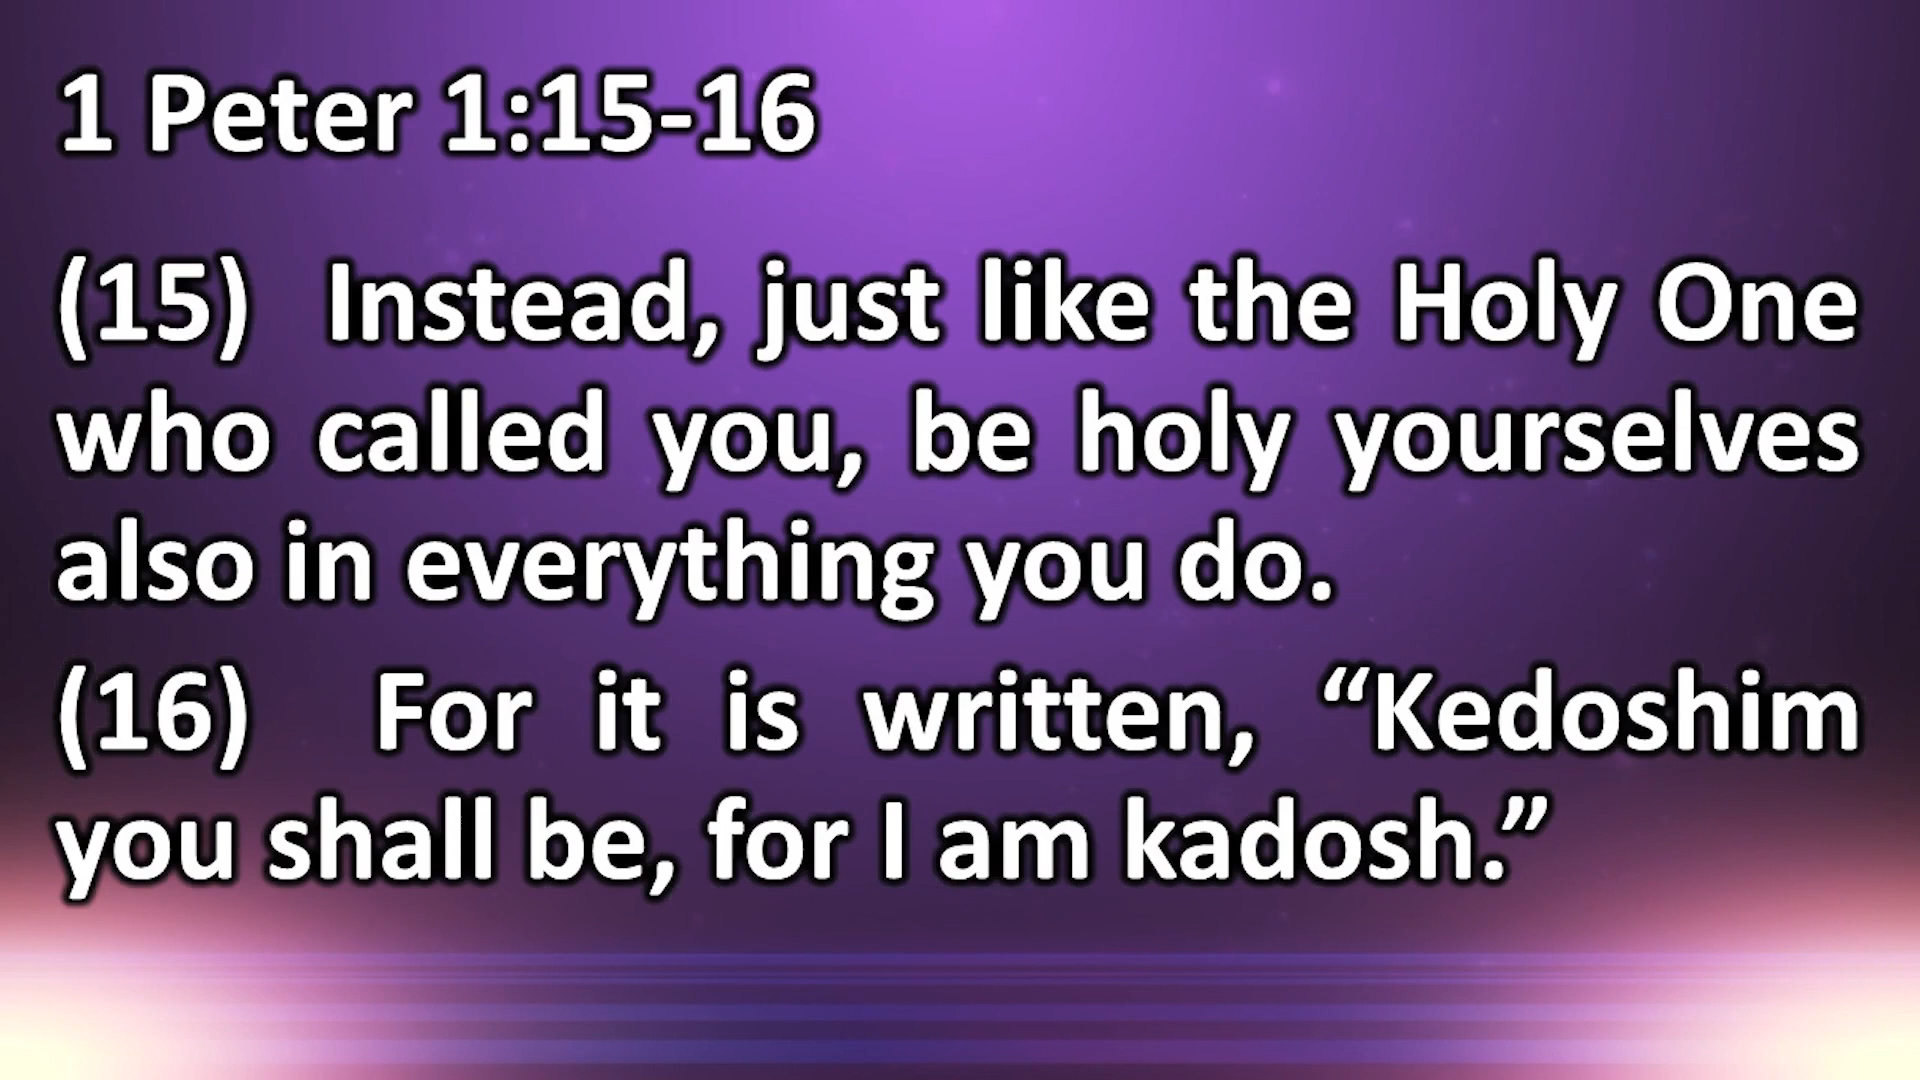 1 Peter 1:15-16
(15) Instead, just like the Holy One
who called you, be holy yourselves
also in everything you do.
(16) For it is written, “Kedoshim
you shall be, for I am kadosh.”